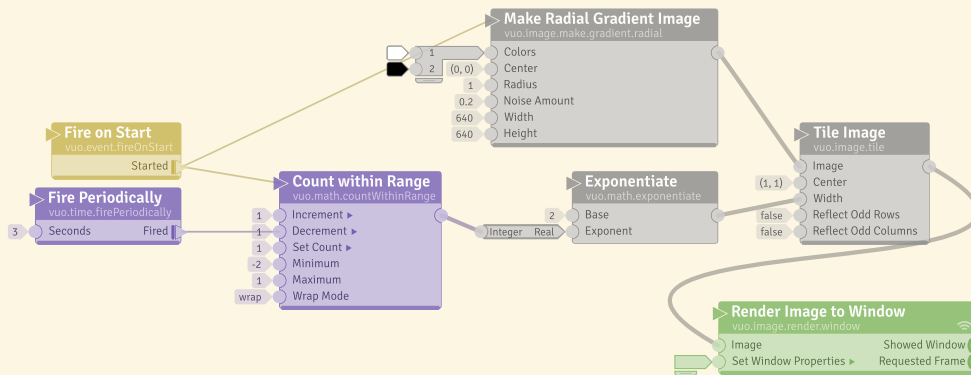 Make Radial Gradient Image
vuo.image.make.gradient.radial
1 Colors
2 (0, 0) Center
1 Radius
0.2 Noise Amount
640 Width
640 Height
Fire on Start
vuo.event.fireOnStart
Started
Fire Periodically
vuo.time.firePeriodically
3 Seconds Fired
Count within Range
vuo.math.countWithinRange
1 Increment ▶
1 Decrement ▶
1 Set Count ▶
-2 Minimum
1 Maximum
wrap Wrap Mode
Exponentiate
vuo.math.exponentiate
2 Base
Integer Real Exponent
Tile Image
vuo.image.tile
Image
(1, 1) Center
Width
false Reflect Odd Rows
false Reflect Odd Columns
Render Image to Window
vuo.image.render.window
Image Showed Window
Set Window Properties ▶ Requested Frame